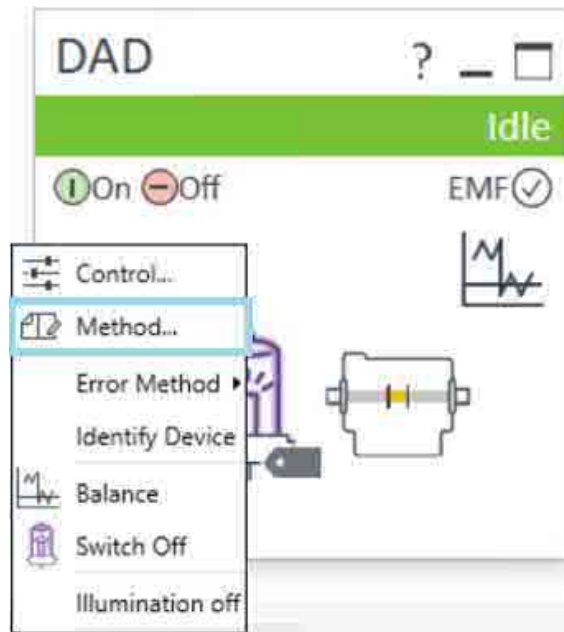 DAD ?
Idle
On Off EMF
Control...
Method...
Error Method
Identify Device
Balance
Switch Off
Illumination off